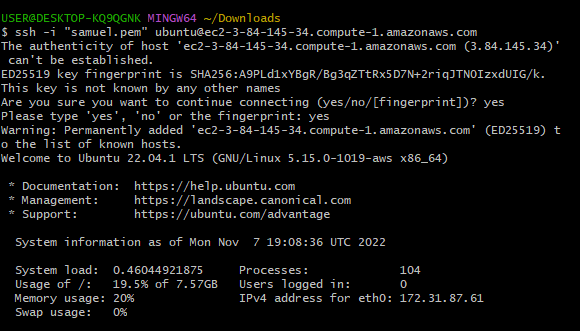 USER@DESKTOP-KQ9QGNK MINGW64 ~/Downloads
$ ssh -i "samuel.pem" ubuntu@ec2-3-84-145-34.compute-1.amazonaws.com
The authenticity of host 'ec2-3-84-145-34.compute-1.amazonaws.com (3.84.145.34)'
can't be established.
ED25519 key fingerprint is SHA256:A9PLd1xYBgR/Bg3qZTtRx5D7N+2riqJTNOIzxdUIG/k.
This key is not known by any other names
Are you sure you want to continue connecting (yes/no/[fingerprint])? yes
Please type 'yes', 'no' or the fingerprint: yes
Warning: Permanently added 'ec2-3-84-145-34.compute-1.amazonaws.com' (ED25519) t
o the list of known hosts.
Welcome to Ubuntu 22.04.1 LTS (GNU/Linux 5.15.0-1019-aws x86_64)
* Documentation:  https://help.ubuntu.com
* Management:     https://landscape.canonical.com
* Support:        https://ubuntu.com/advantage
System information as of Mon Nov  7 19:08:36 UTC 2022
System load:  0.46044921875     Processes:             104
Usage of /:   19.5% of 7.57GB   Users logged in:       0
Memory usage: 20%               IPv4 address for eth0: 172.31.87.61
Swap usage:   0%